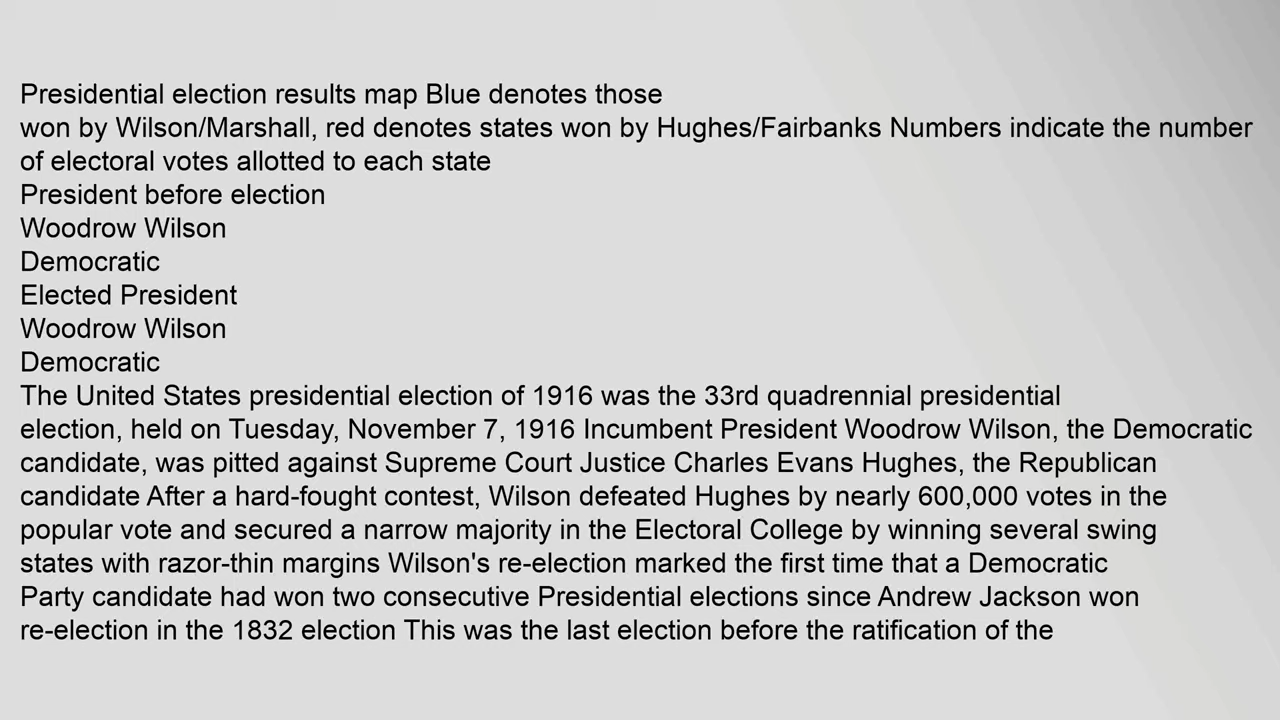 Presidential election results map Blue denotes those
won by Wilson/Marshall, red denotes states won by Hughes/Fairbanks Numbers indicate the number
of electoral votes allotted to each state
President before election
Woodrow Wilson
Democratic
Elected President
Woodrow Wilson
Democratic
The United States presidential election of 1916 was the 33rd quadrennial presidential
election, held on Tuesday, November 7, 1916 Incumbent President Woodrow Wilson, the Democratic
candidate, was pitted against Supreme Court Justice Charles Evans Hughes, the Republican
candidate After a hard-fought contest, Wilson defeated Hughes by nearly 600,000 votes in the
popular vote and secured a narrow majority in the Electoral College by winning several swing
states with razor-thin margins Wilson's re-election marked the first time that a Democratic
Party candidate had won two consecutive Presidential elections since Andrew Jackson won
re-election in the 1832 election This was the last election before the ratification of the